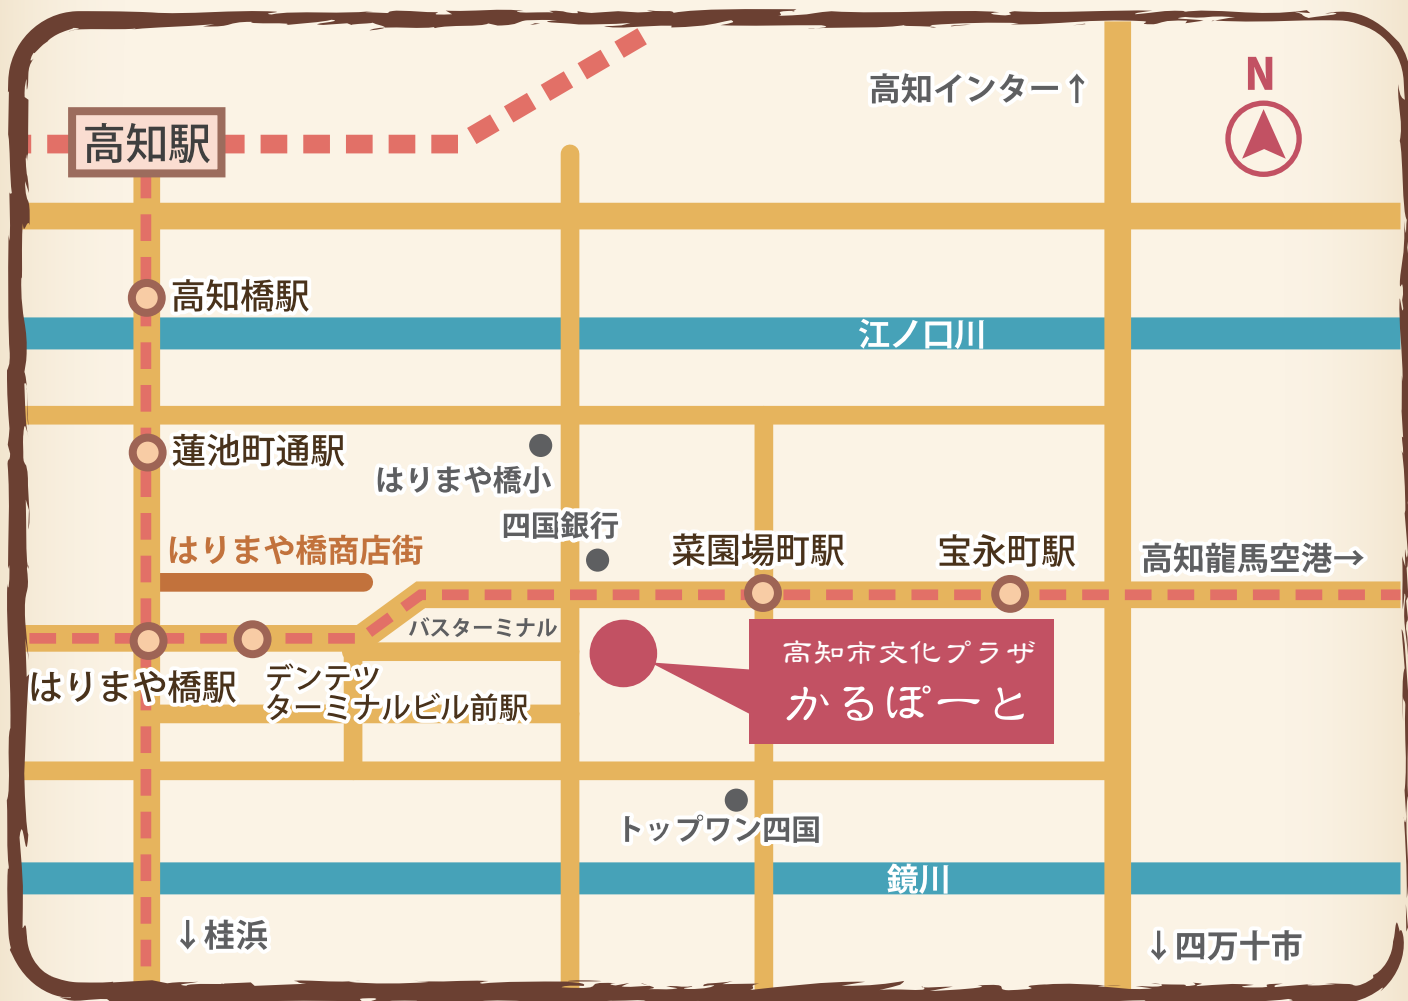 高知インター↑
N
高知駅
高知橋駅
江ノ口川
蓮池町通駅
はりまや橋小
四国銀行
はりまや橋商店街
菜園場町駅
宝永町駅
高知龍馬空港→
バスターミナル
高知市文化プラザ
かるぽーと
はりまや橋駅
デンテツ
ターミナルビル前駅
トップワン四国
鏡川
↓桂浜
↓四万十市